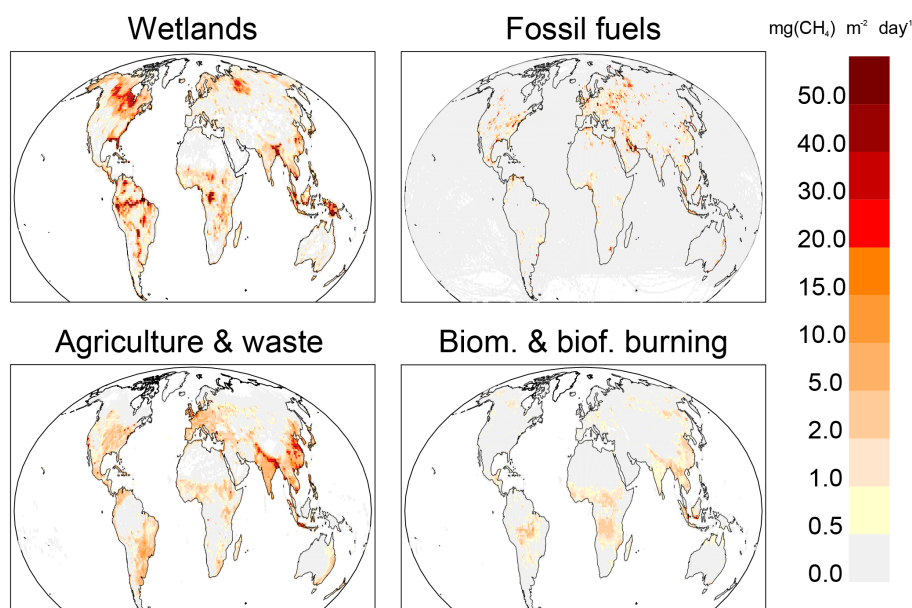 Wetlands
Fossil fuels
mg(CH₄) m⁻² day⁻¹
50.0
40.0
30.0
20.0
15.0
10.0
5.0
2.0
1.0
0.5
0.0
Agriculture & waste
Biom. & biof. burning